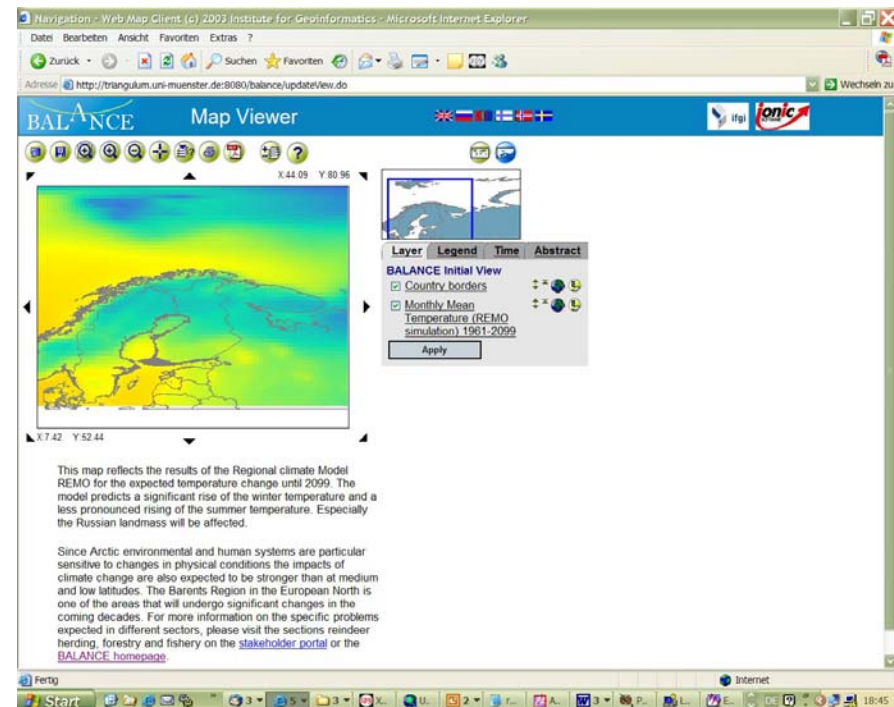 Navigation - Web Map Client (c) 2003 Institute for Geoinformatics - Microsoft Internet Explorer
Datei Bearbeiten Ansicht Favoriten Extras ?
Zurück Suchen Favoriten
Adresse http://triangulum.uni-muenster.de:8080/balance/updateView.do Wechseln zu
BALANCE Map Viewer ifgi ionic
X:44.09 Y:80.96
Layer Legend Time Abstract
BALANCE Initial View
Country borders
Monthly Mean
Temperature (REMO
simulation) 1961-2099
Apply
X:7.42 Y:52.44
This map reflects the results of the Regional climate Model
REMO for the expected temperature change until 2099. The
model predicts a significant rise of the winter temperature and a
less pronounced rising of the summer temperature. Especially
the Russian landmass will be affected.
Since Arctic environmental and human systems are particular
sensitive to changes in physical conditions the impacts of
climate change are also expected to be stronger than at medium
and low latitudes. The Barents Region in the European North is
one of the areas that will undergo significant changes in the
coming decades. For more information on the specific problems
expected in different sectors, please visit the sections reindeer
herding, forestry and fishery on the stakeholder portal or the
BALANCE homepage.
Fertig Internet
Start 3 5 3 X.. U.. 2 r... A.. 3 P.. L.. E.. DE 18:45